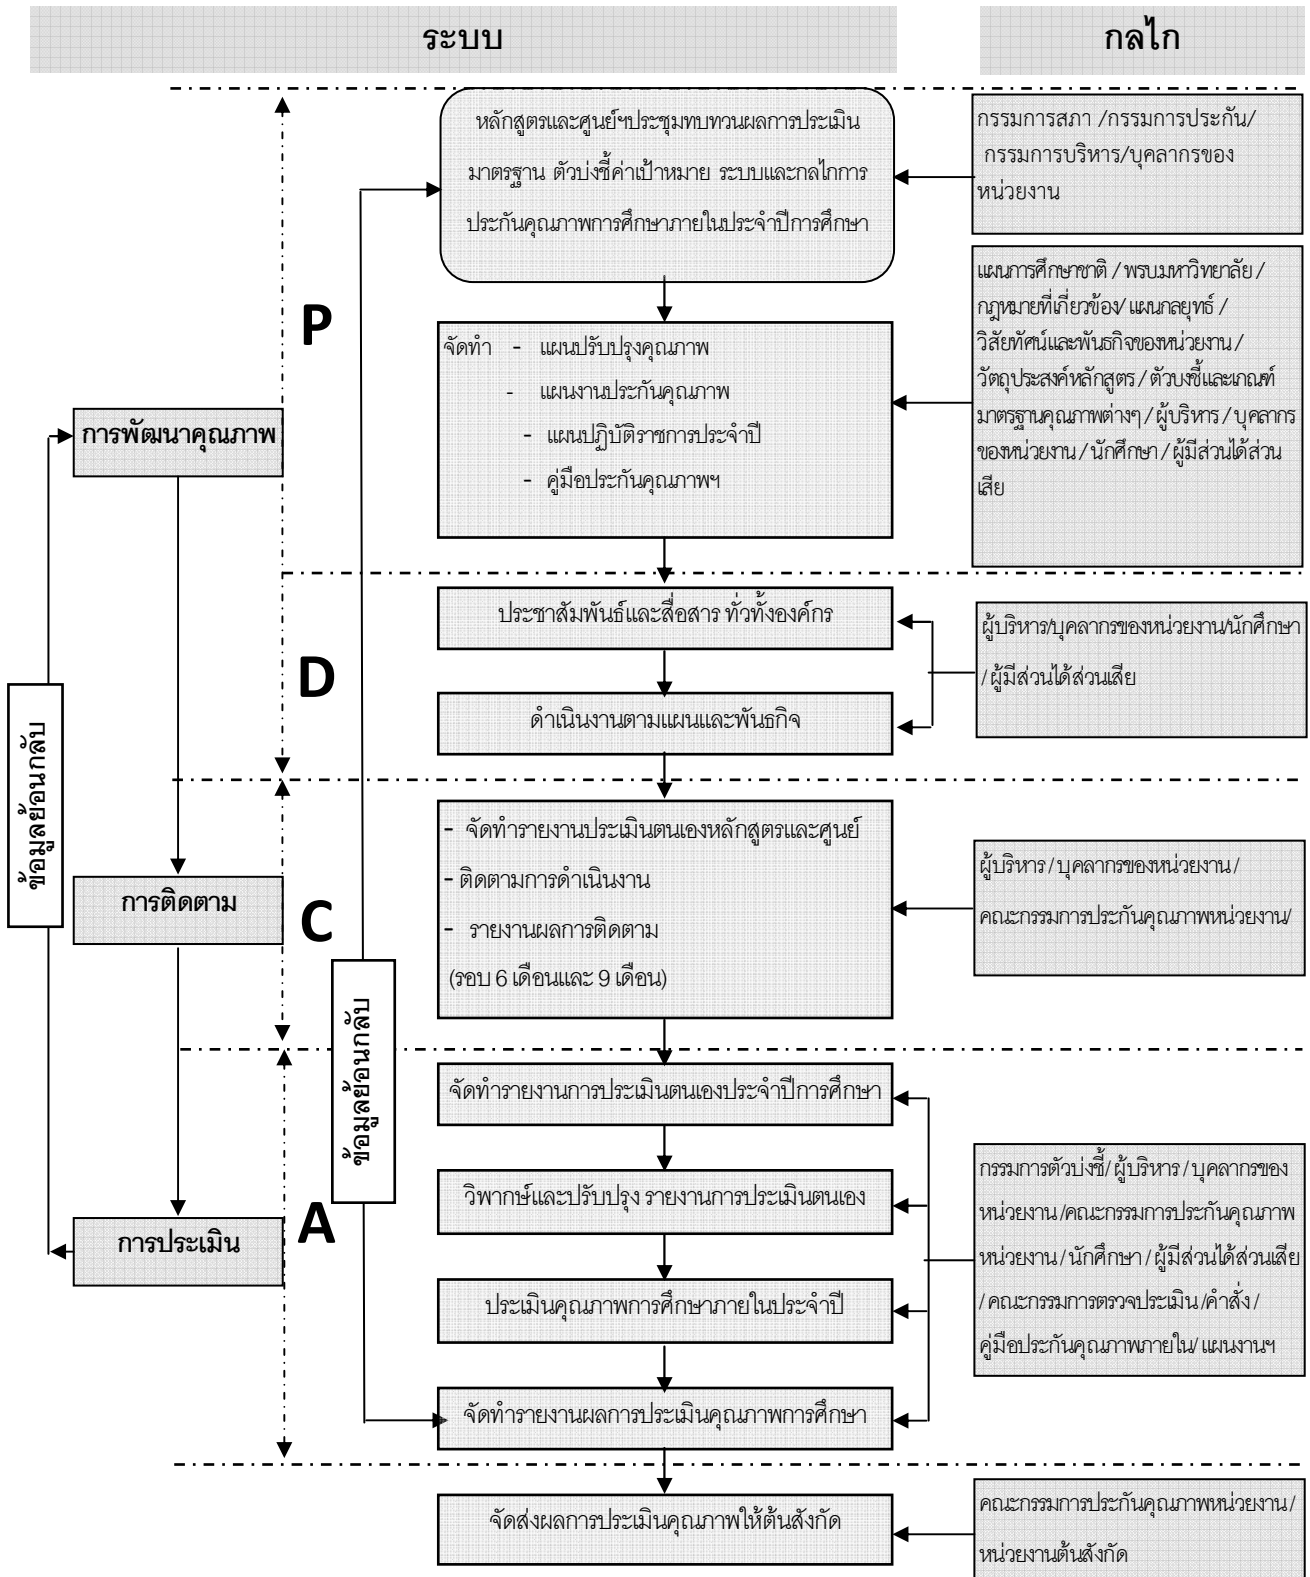 ระบบ
กลไก
หลักสูตรและศูนย์ฯประชุมทบทวนผลการประเมิน
มาตรฐาน ตัวบ่งชี้ค่าเป้าหมาย ระบบและกลไกการ
ประกันคุณภาพการศึกษาภายในประจำปีการศึกษา
กรรมการสภา /กรรมการประกัน/
กรรมการบริหาร/บุคลากรของ
หน่วยงาน
P
จัดทำ - แผนปรับปรุงคุณภาพ
- แผนงานประกันคุณภาพ
- แผนปฏิบัติราชการประจำปี
- คู่มือประกันคุณภาพฯ
แผนการศึกษาชาติ / พรบ.มหาวิทยาลัย /
กฎหมายที่เกี่ยวข้อง/ แผนกลยุทธ์ /
วิสัยทัศน์และพันธกิจของหน่วยงาน /
วัตถุประสงค์หลักสูตร / ตัวบงชี้และเกณฑ์
มาตรฐานคุณภาพต่างๆ / ผู้บริหาร / บุคลากร
ของหน่วยงาน / นักศึกษา / ผู้มีส่วนได้ส่วน
เสีย
การพัฒนาคุณภาพ
D
ประชาสัมพันธ์และสื่อสาร ทั่วทั้งองค์กร
ดำเนินงานตามแผนและพันธกิจ
ผู้บริหาร/บุคลากรของหน่วยงาน/นักศึกษา
/ ผู้มีส่วนได้ส่วนเสีย
ข้อมูลย้อนกลับ
การติดตาม
C
- จัดทำรายงานประเมินตนเองหลักสูตรและศูนย์
- ติดตามการดำเนินงาน
- รายงานผลการติดตาม
(รอบ 6 เดือนและ 9 เดือน)
ผู้บริหาร / บุคลากรของหน่วยงาน /
คณะกรรมการประกันคุณภาพหน่วยงาน/
ข้อมูลย้อนกลับ
การประเมิน
A
จัดทำรายงานการประเมินตนเองประจำปีการศึกษา
วิพากษ์และปรับปรุง รายงานการประเมินตนเอง
ประเมินคุณภาพการศึกษาภายในประจำปี
จัดทำรายงานผลการประเมินคุณภาพการศึกษา
กรรมการตัวบ่งชี้/ ผู้บริหาร / บุคลากรของ
หน่วยงาน /คณะกรรมการประกันคุณภาพ
หน่วยงาน / นักศึกษา / ผู้มีส่วนได้ส่วนเสีย
/คณะกรรมการตรวจประเมิน /คำสั่ง /
คู่มือประกันคุณภาพภายใน/ แผนงานฯ
จัดส่งผลการประเมินคุณภาพให้ต้นสังกัด
คณะกรรมการประกันคุณภาพหน่วยงาน /
หน่วยงานต้นสังกัด